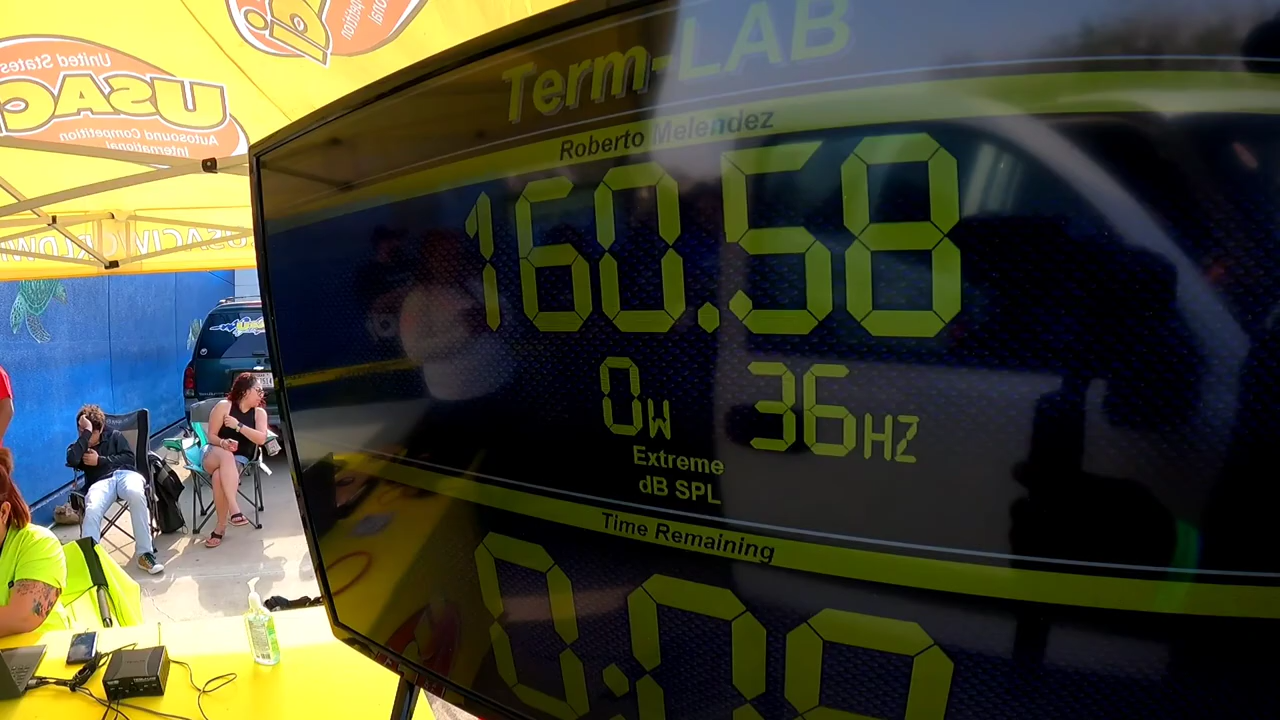 United States
USAC
Autosound Competition
International
Term-LAB
Roberto Melendez
160.58
0W 36HZ
Extreme
dB SPL
Time Remaining